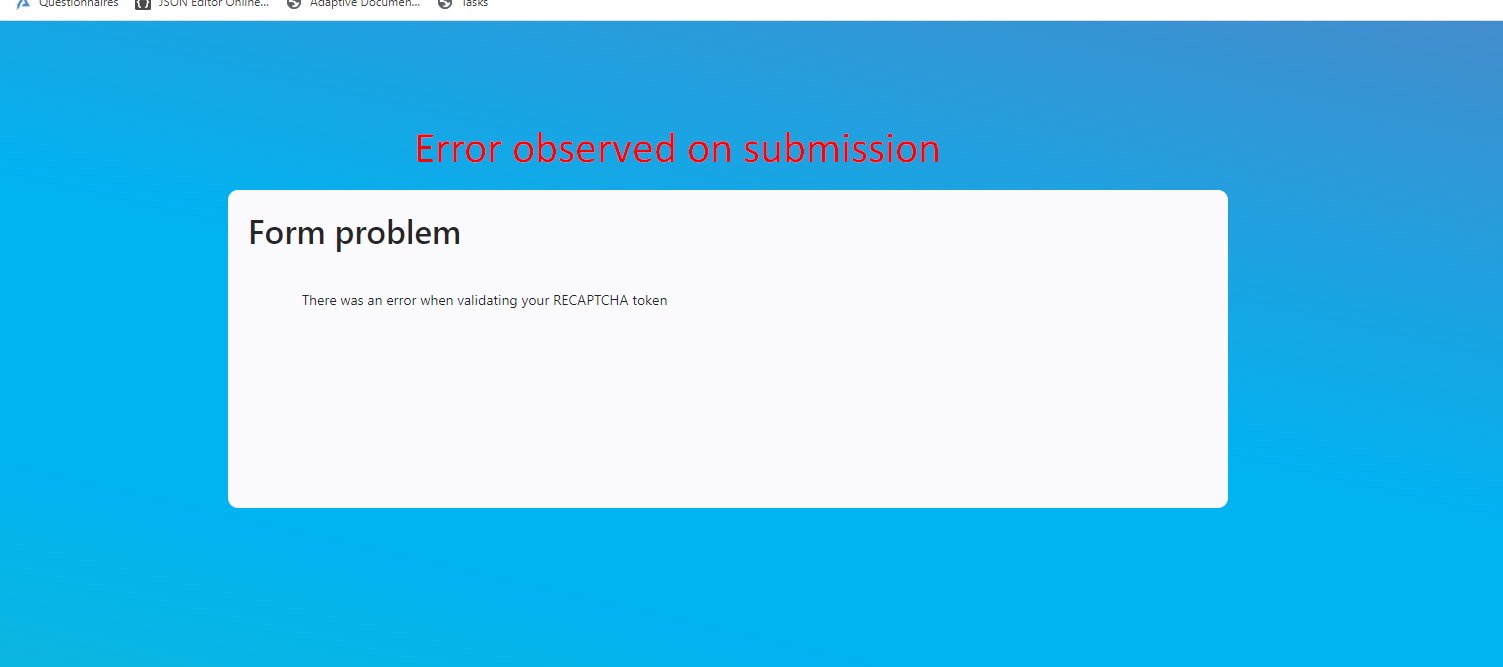 Questionnaires JSON Editor Online... Adaptive Documen... Tasks
Error observed on submission
Form problem
There was an error when validating your RECAPTCHA token